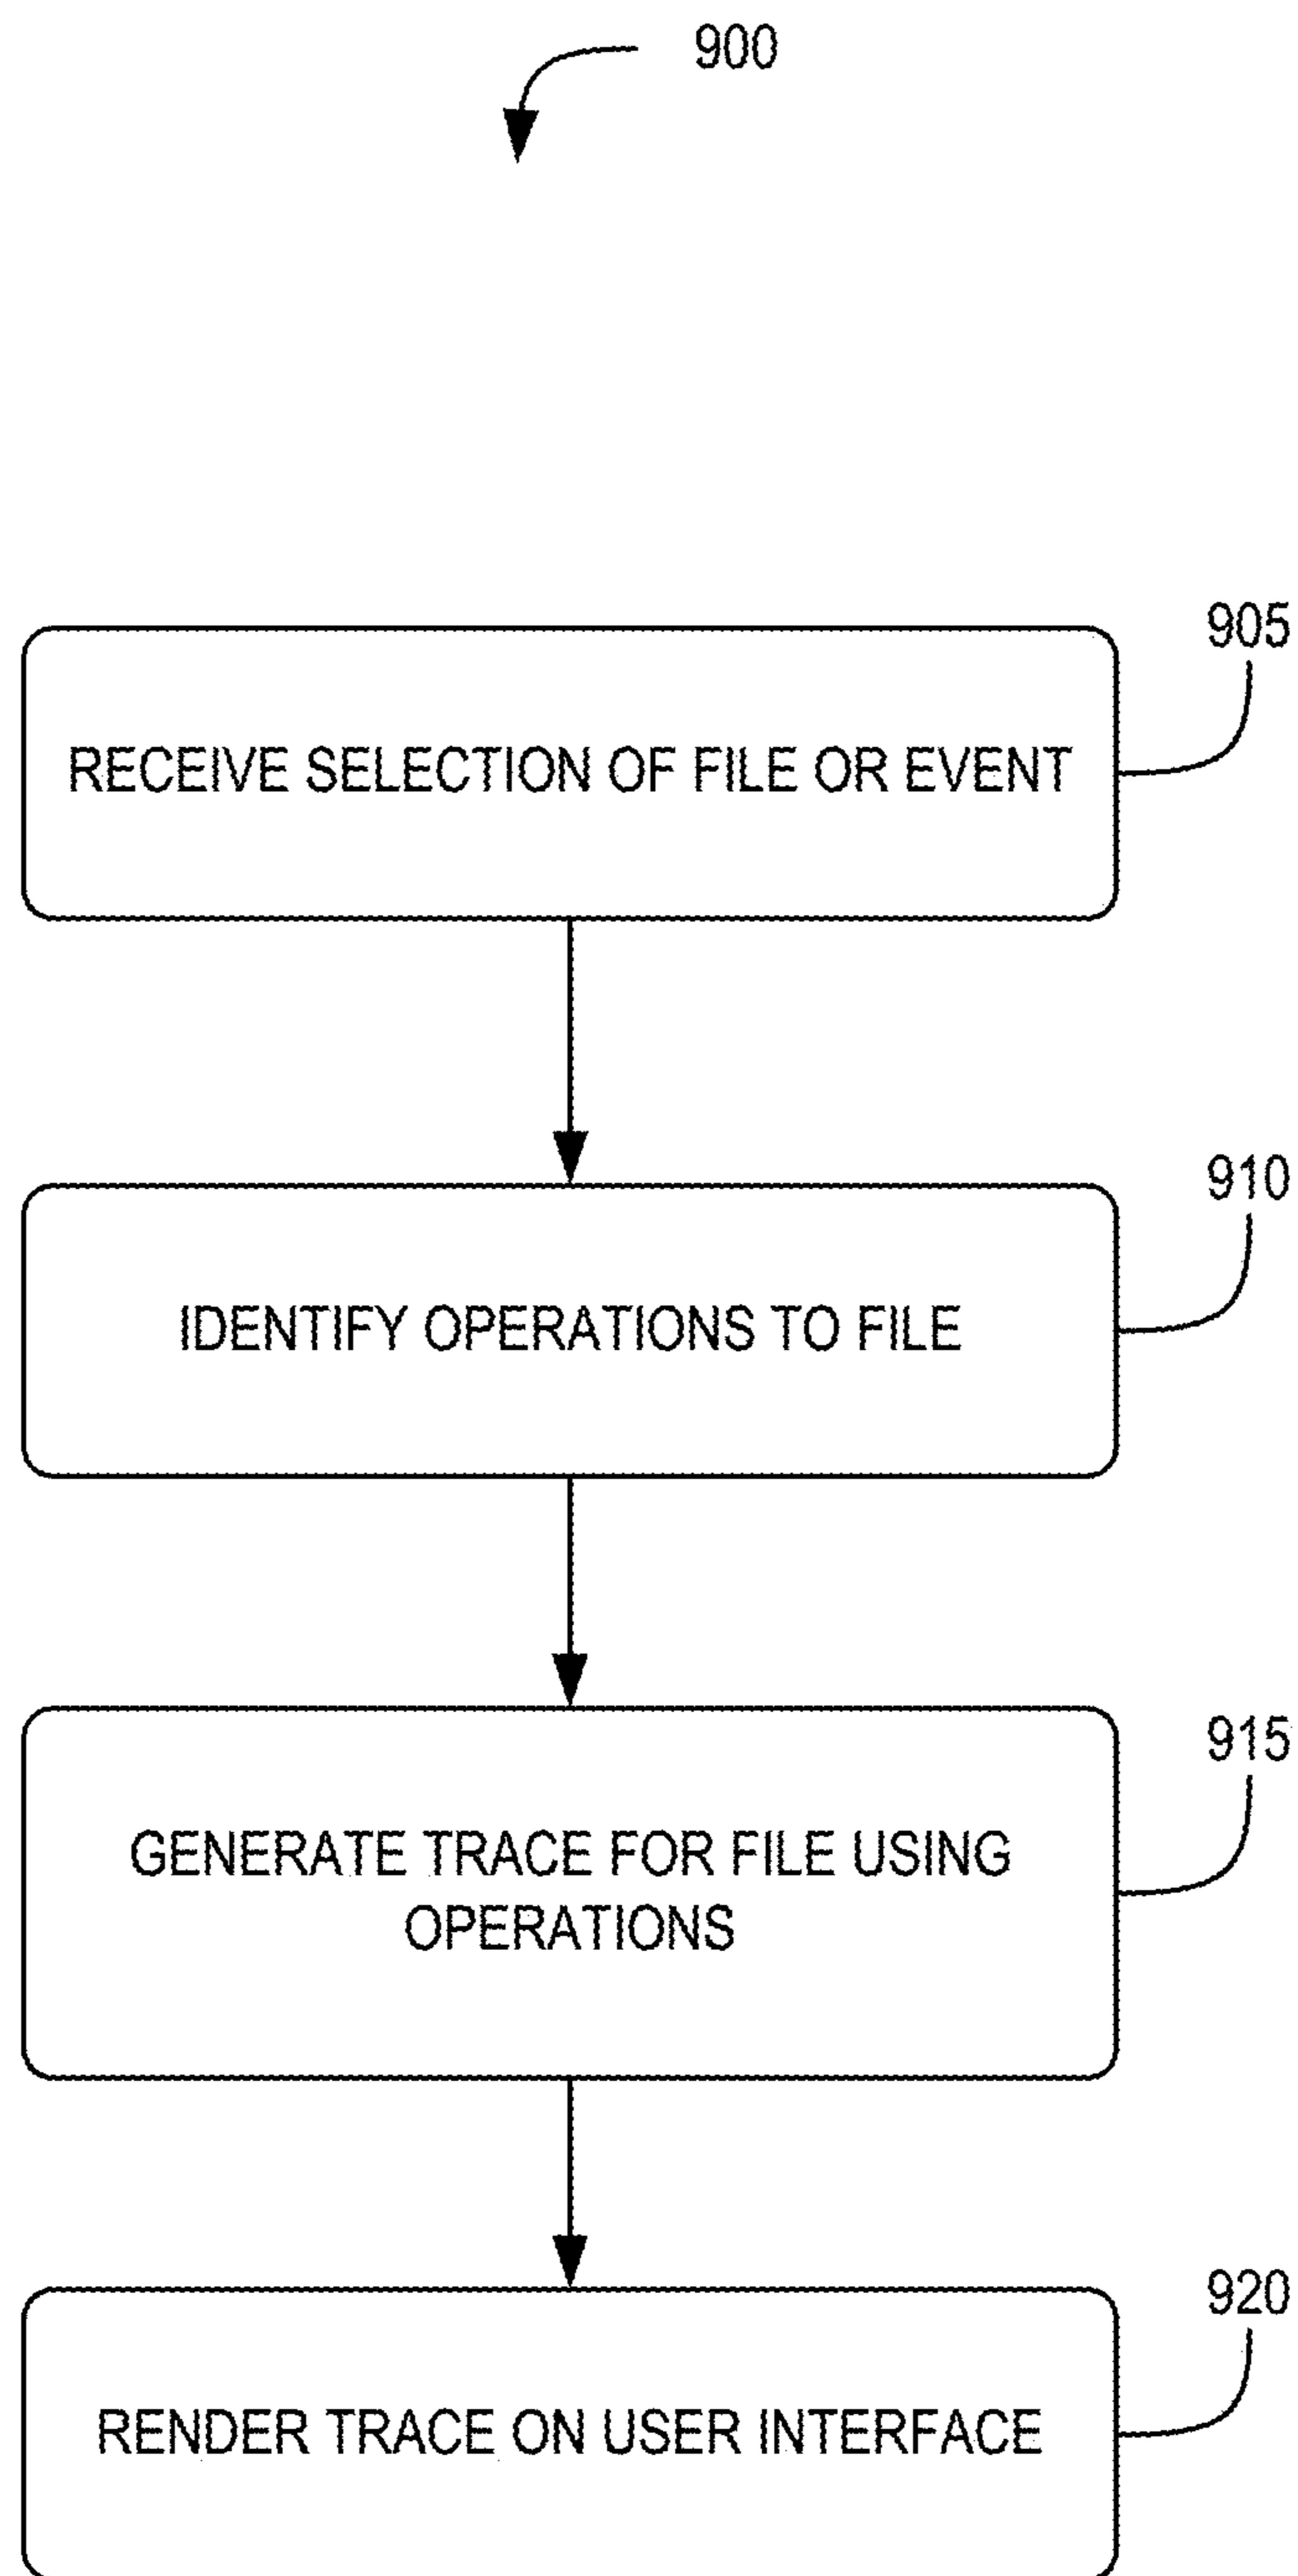 900
905
RECEIVE SELECTION OF FILE OR EVENT
910
IDENTIFY OPERATIONS TO FILE
915
GENERATE TRACE FOR FILE USING
OPERATIONS
920
RENDER TRACE ON USER INTERFACE